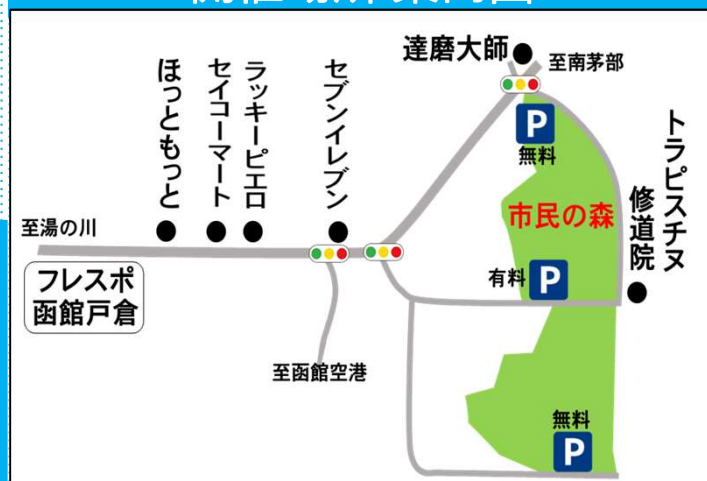 達磨大師
至南茅部
ほっともっと
セイコーマート
ラッキーピエロ
セブンイレブン
P
無料
トラピスチヌ
修道院
市民の森
至湯の川
フレスポ
函館戸倉
有料 P
至函館空港
無料
P